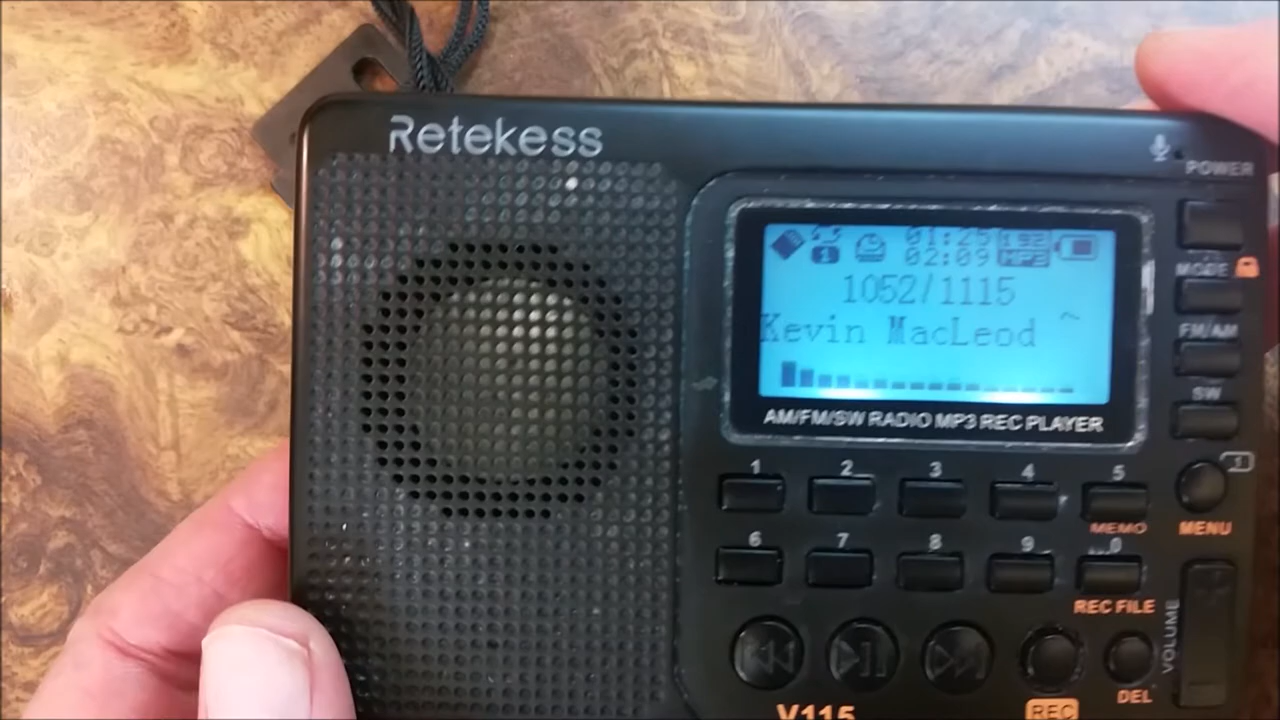 Retekess
POWER
01:25 192
1 02:09 MP3
MODE
1052/1115
FM/AM
Kevin MacLeod ~
SW
AM/FM/SW RADIO MP3 REC PLAYER
1 2 3 4 5
MEMO
MENU
6 7 8 9 0
REC FILE
VOLUME
DEL
V115
REC